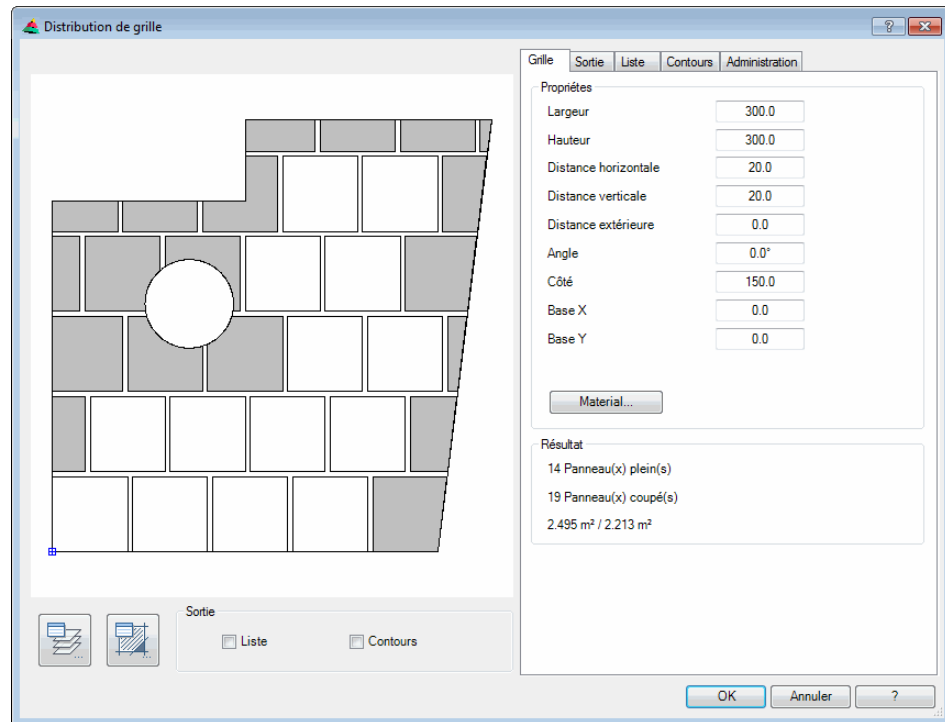 Distribution de grille
Grille Sortie Liste Contours Administration
Propriétes
Largeur 300.0
Hauteur 300.0
Distance horizontale 20.0
Distance verticale 20.0
Distance extérieure 0.0
Angle 0.0°
Côté 150.0
Base X 0.0
Base Y 0.0
Material...
Résultat
14 Panneau(x) plein(s)
19 Panneau(x) coupé(s)
2.495 m² / 2.213 m²
Sortie
Liste Contours
OK Annuler ?